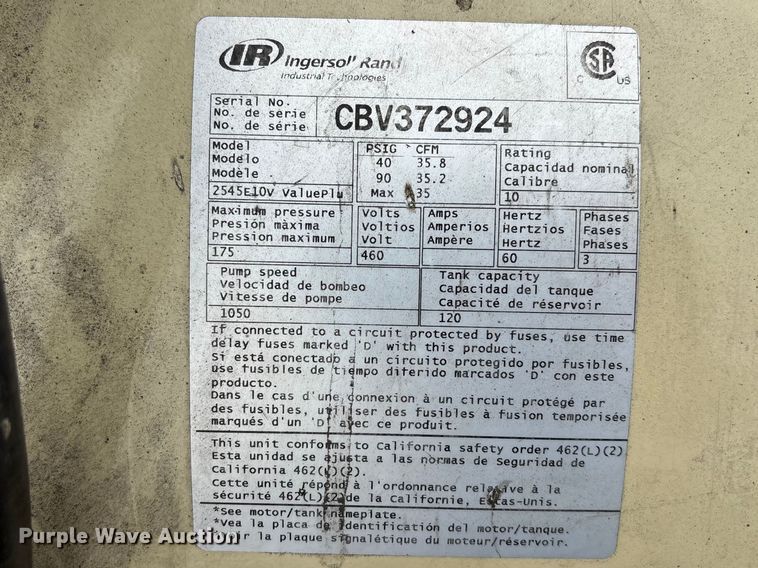 IR Ingersoll Rand
Industrial Technologies
CSA
C US
Serial No.
No. de serie
No. de série
CBV372924
Model
Modelo
Modèle
2545E10V ValuePlu
PSIG CFM
40 35.8
90 35.2
Max 35
Rating
Capacidad nominal
Calibre
10
Maximum pressure
Presión màxima
Pression maximum
175
Volts
Voltios
Volt
460
Amps
Amperios
Ampère
Hertz
Hertzios
Hertz
60
Phases
Fases
Phases
3
Pump speed
Velocidad de bombeo
Vitesse de pompe
1050
Tank capacity
Capacidad del tanque
Capacité de réservoir
120
If connected to a circuit protected by fuses, use time
delay fuses marked 'D' with this product.
Si está conectado a un circuito protegido por fusibles,
use fusibles de tiempo diferido marcados 'D' con este
producto.
Dans le cas d'une connexion à un circuit protégé par
des fusibles, utiliser des fusibles à fusion temporisée
marqués d'un 'D' avec ce produit.
This unit conforms to California safety order 462(L)(2)
Esta unidad se ajusta a las normas de Seguridad de
California 462(L)(2).
Cette unité répond à l'ordonnance relative à la
sécurité 462(L)(2) de la Californie, Etats-Unis.
*See motor/tank nameplate.
*vea la placa de identificación del motor/tanque.
la plaque signalétique du moteur/réservoir.
Purple Wave Auction